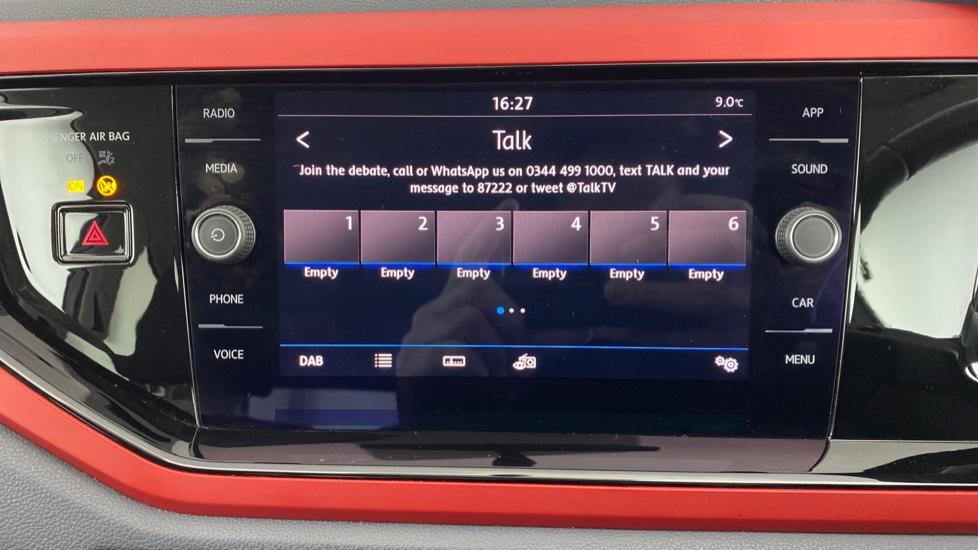 16:27
9.0°C
RADIO
APP
Talk
PASSENGER AIR BAG
OFF
MEDIA
SOUND
Join the debate, call or WhatsApp us on 0344 499 1000, text TALK and your
message to 87222 or tweet @TalkTV
ON
1 2 3 4 5 6
Empty Empty Empty Empty Empty Empty
PHONE
CAR
VOICE
MENU
DAB